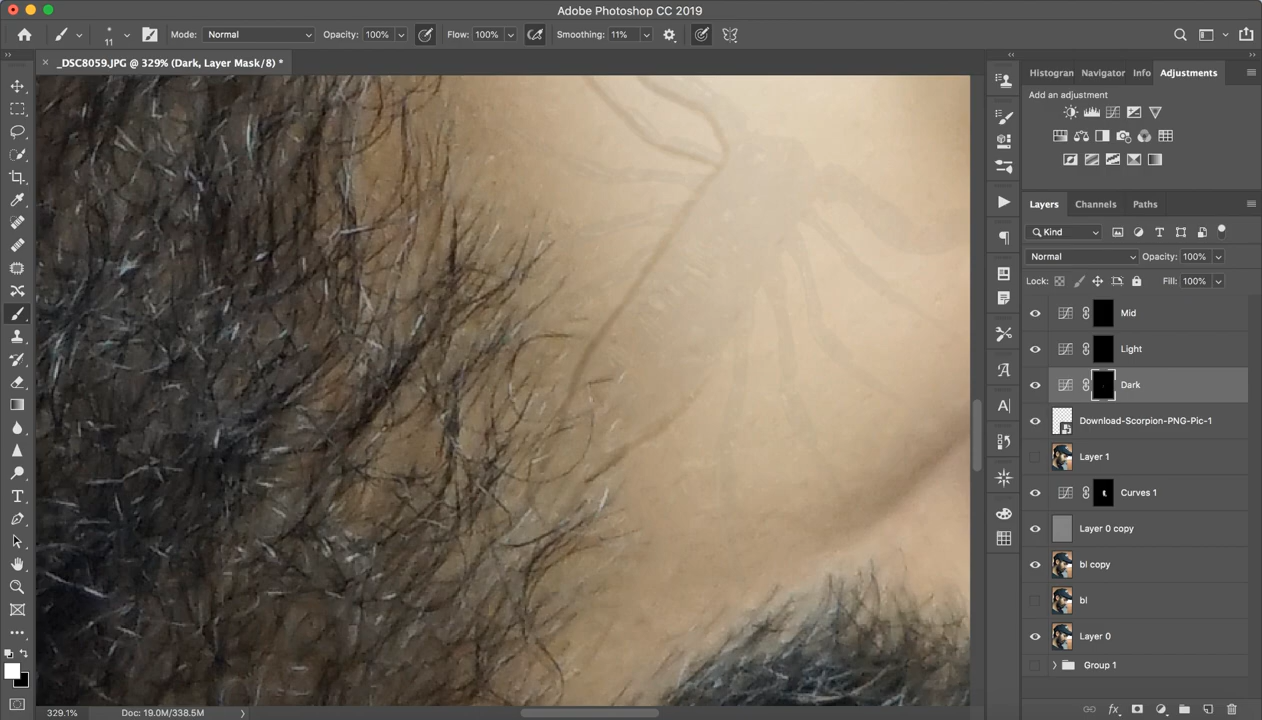 Adobe Photoshop CC 2019
11
Mode: Normal
Opacity: 100%
Flow: 100%
Smoothing: 11%
_DSC8059.JPG @ 329% (Dark, Layer Mask/8) *
Histogran
Navigator
Info
Adjustments
Add an adjustment
Layers
Channels
Paths
Kind
Normal
Opacity: 100%
Lock:
Fill: 100%
Mid
Light
Dark
Download-Scorpion-PNG-Pic-1
Layer 1
Curves 1
Layer 0 copy
bl copy
bl
Layer 0
Group 1
329.1%
Doc: 19.0M/338.5M